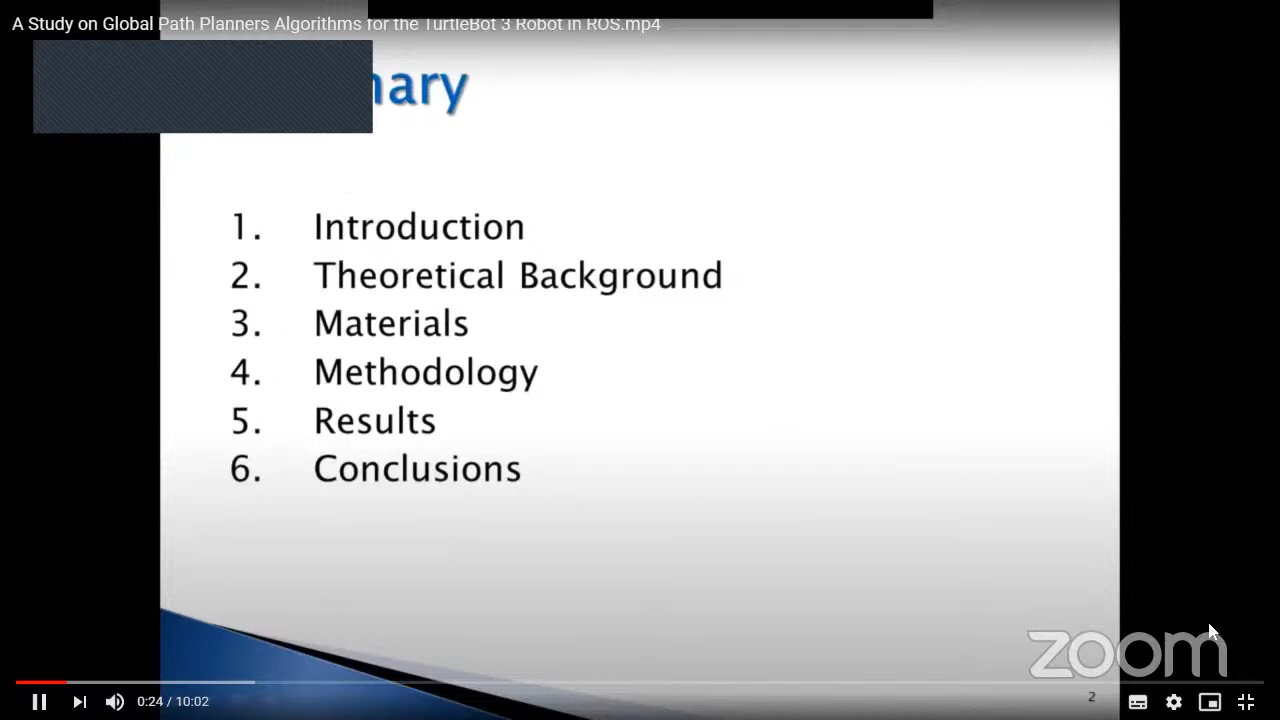 A Study on Global Path Planners Algorithms for the TurtleBot 3 Robot in ROS.mp4
1. Introduction
2. Theoretical Background
3. Materials
4. Methodology
5. Results
6. Conclusions
zoom
0:24 / 10:02
2